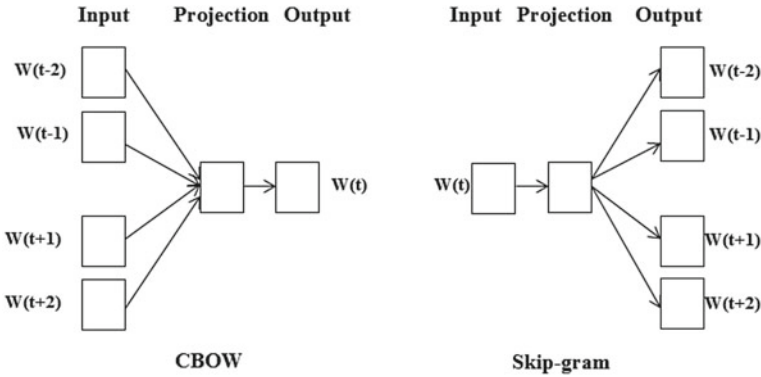 Input Projection Output
W(t-2)
W(t-1)
W(t)
W(t+1)
W(t+2)
CBOW
Input Projection Output
W(t-2)
W(t-1)
W(t)
W(t+1)
W(t+2)
Skip-gram